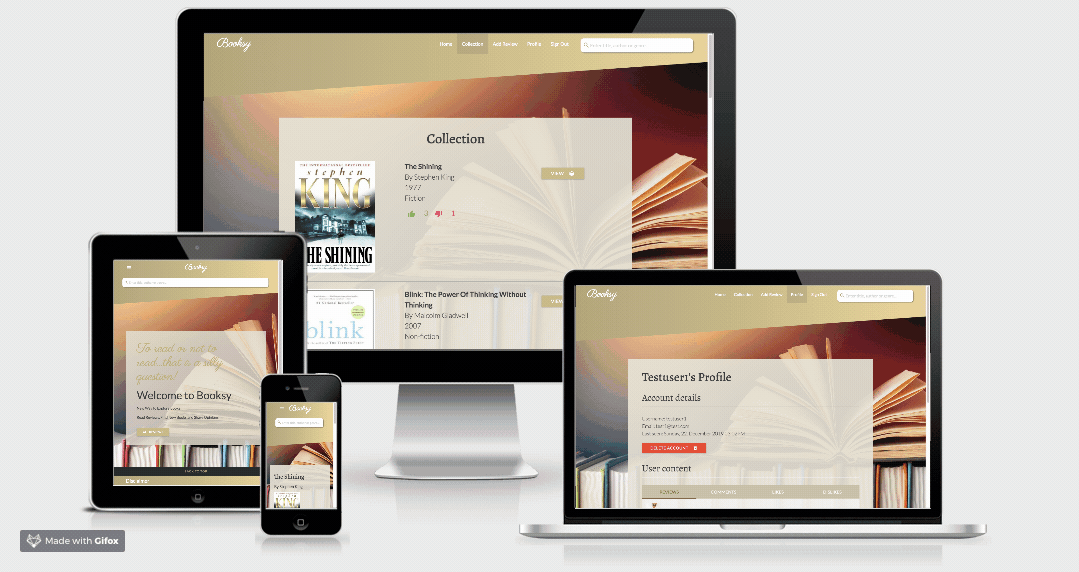 Booksy
Home Collection Add Review Profile Sign Out
Collection
THE INTERNATIONAL BESTSELLER
stephen
KING
THE SHINING
The Shining
By Stephen King
1977
Fiction
3 1
VIEW
blink
Blink: The Power Of Thinking Without
Thinking
By Malcolm Gladwell
2007
Non-fiction
VIEW
Booksy
To read or not to
read...that is a silly
question!
Welcome to Booksy
Disclaimer
Booksy
The Shining
By Stephen King
Booksy
Home Collection Add Review Profile Sign Out
Testuser1's Profile
Account details
DELETE ACCOUNT
User content
REVIEWS COMMENTS LIKES DISLIKES
Made with Gifox